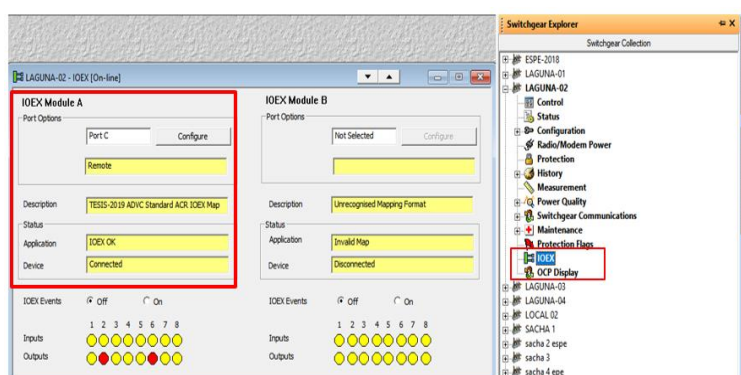 LAGUNA-02 - IOEX [On-line]
IOEX Module A
Port Options
Port C
Configure
Remote
Description
TESIS-2019 ADVC Standard ACR IOEX Map
Status
Application
IOEX OK
Device
Connected
IOEX Events
Off
On
1 2 3 4 5 6 7 8
Inputs
Outputs
IOEX Module B
Port Options
Not Selected
Configure
Description
Unrecognised Mapping Format
Status
Application
Invalid Map
Device
Disconnected
IOEX Events
Off
On
1 2 3 4 5 6 7 8
Inputs
Outputs
Switchgear Explorer
Switchgear Collection
ESPE-2018
LAGUNA-01
LAGUNA-02
Control
Status
Configuration
Radio/Modem Power
Protection
History
Measurement
Power Quality
Switchgear Communications
Maintenance
Protection Flags
IOEX
OCP Display
LAGUNA-03
LAGUNA-04
LOCAL 02
SACHA 1
sacha 2 espe
sacha 3
sacha 4 epe